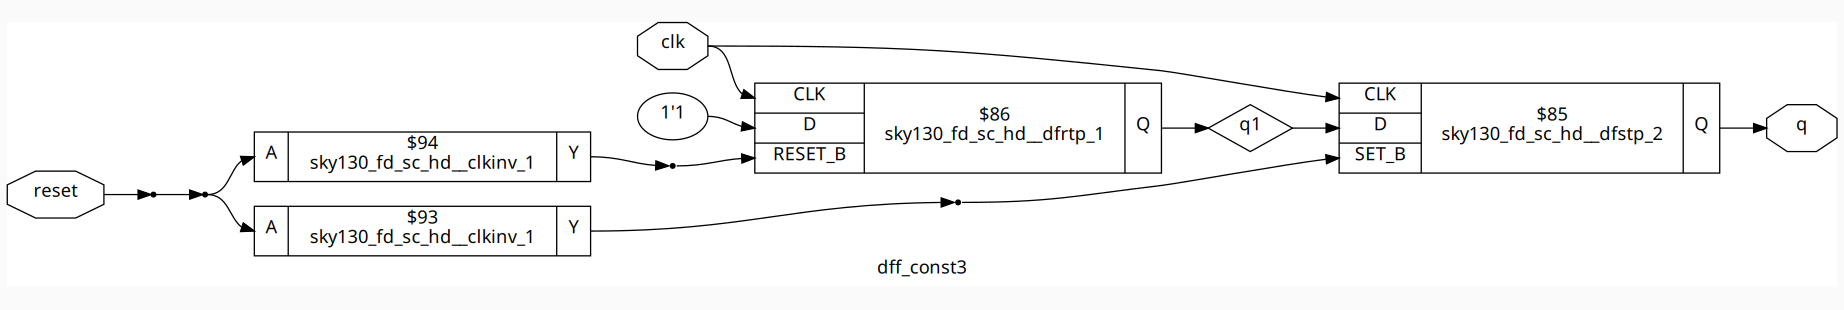 clk
1'1
CLK
D
RESET_B
$86
sky130_fd_sc_hd__dfrtp_1
Q
q1
CLK
D
SET_B
$85
sky130_fd_sc_hd__dfstp_2
Q
q
reset
A
$94
sky130_fd_sc_hd__clkinv_1
Y
A
$93
sky130_fd_sc_hd__clkinv_1
Y
dff_const3